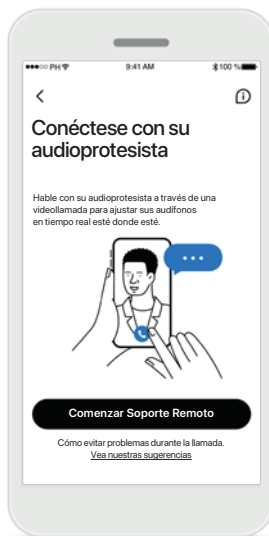 PH 9:41 AM 100 %
Conéctese con su
audioprotesista
Hable con su audioprotesista a través de una
videollamada para ajustar sus audífonos
en tiempo real esté donde esté.
Comenzar Soporte Remoto
Cómo evitar problemas durante la llamada.
Vea nuestras sugerencias